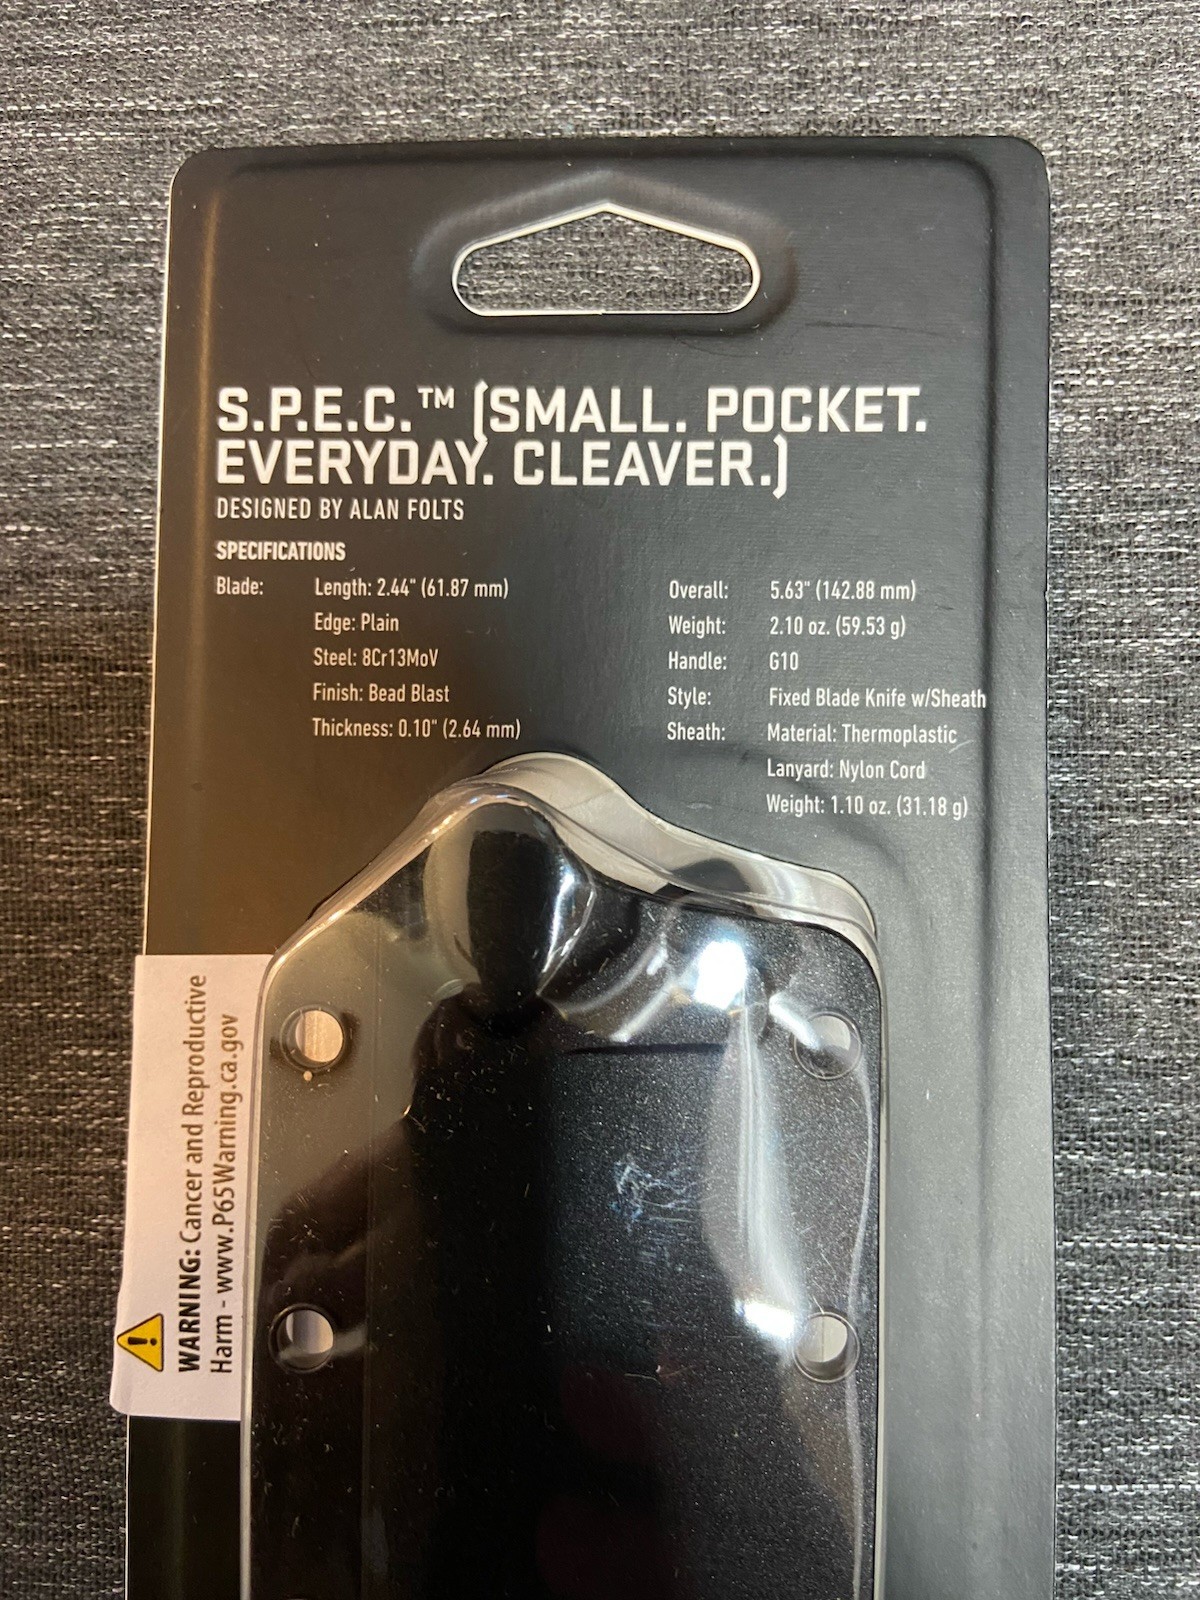 S.P.E.C.™ (SMALL. POCKET.
EVERYDAY. CLEAVER.)
DESIGNED BY ALAN FOLTS
SPECIFICATIONS
Blade: Length: 2.44" (61.87 mm)
Edge: Plain
Steel: 8Cr13MoV
Finish: Bead Blast
Thickness: 0.10" (2.64 mm)
Overall: 5.63" (142.88 mm)
Weight: 2.10 oz. (59.53 g)
Handle: G10
Style: Fixed Blade Knife w/Sheath
Sheath: Material: Thermoplastic
Lanyard: Nylon Cord
Weight: 1.10 oz. (31.18 g)
WARNING: Cancer and Reproductive
Harm - www.P65Warning.ca.gov